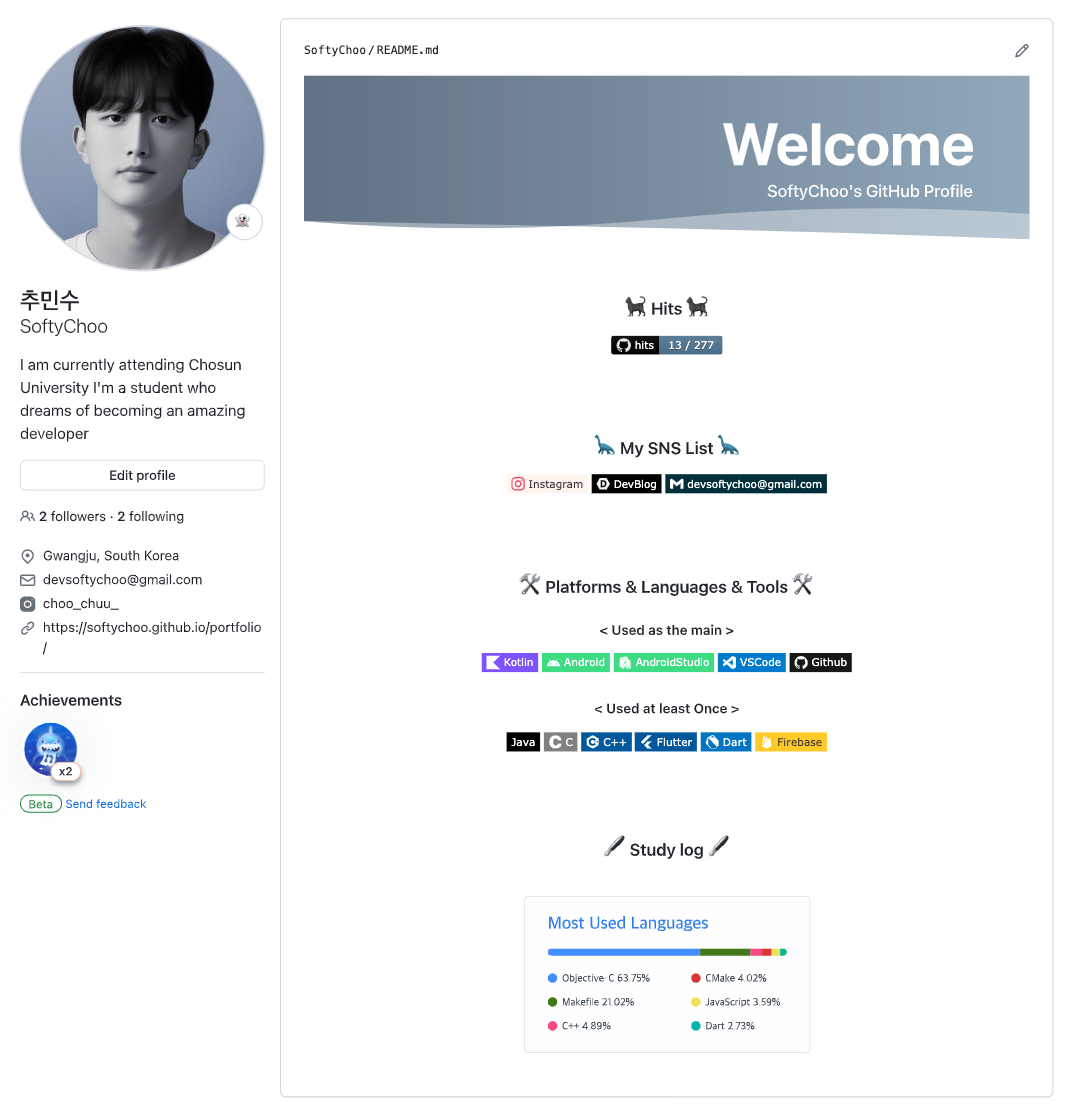 추민수
SoftyChoo
I am currently attending Chosun
University I'm a student who
dreams of becoming an amazing
developer
Edit profile
2 followers · 2 following
Gwangju, South Korea
devsoftychoo@gmail.com
choo_chuu_
https://softychoo.github.io/portfolio
/
Achievements
x2
Beta Send feedback
SoftyChoo / README.md
Welcome
SoftyChoo's GitHub Profile
Hits
hits 13 / 277
My SNS List
Instagram DevBlog devsoftychoo@gmail.com
Platforms & Languages & Tools
< Used as the main >
Kotlin Android AndroidStudio VSCode Github
< Used at least Once >
Java C C++ Flutter Dart Firebase
Study log
Most Used Languages
Objective-C 63.75% CMake 4.02%
Makefile 21.02% JavaScript 3.59%
C++ 4.89% Dart 2.73%